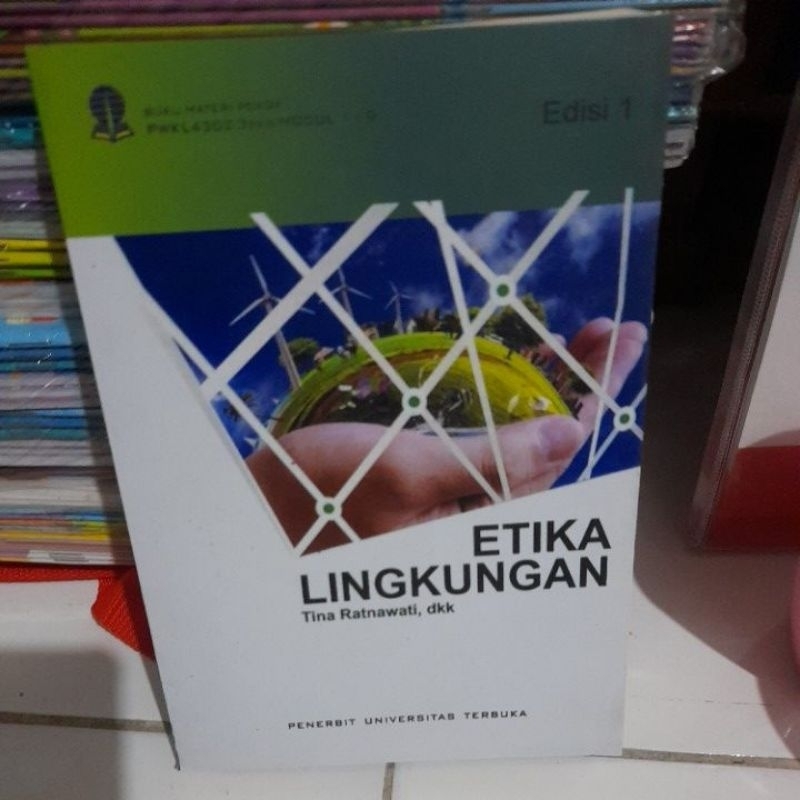 BUKU MATERI POKOK
Edisi 1
ETIKA
LINGKUNGAN
Tina Ratnawati, dkk
PENERBIT UNIVERSITAS TERBUKA